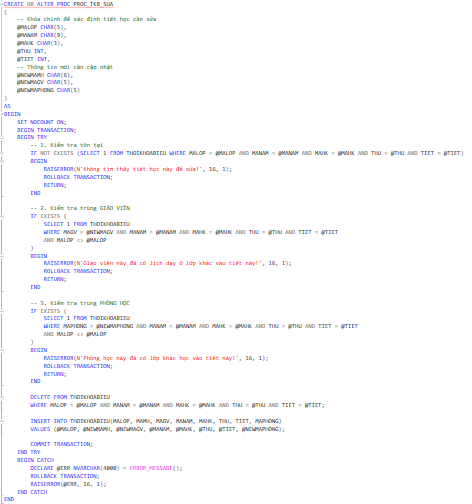 CREATE OR ALTER PROC PROC_TKB_SUA
(
-- Khóa chính để xác định tiết học cần sửa
@MALOP CHAR(5),
@MANAM CHAR(9),
@MAHK CHAR(3),
@THU INT,
@TIET INT,
-- Thông tin mới cần cập nhật
@NEWMAMH CHAR(6),
@NEWMAGV CHAR(5),
@NEWMAPHONG CHAR(5)
)
AS
BEGIN
SET NOCOUNT ON;
BEGIN TRANSACTION;
BEGIN TRY
-- 1. Kiểm tra tồn tại
IF NOT EXISTS (SELECT 1 FROM THOIKHOABIEU WHERE MALOP = @MALOP AND MANAM = @MANAM AND MAHK = @MAHK AND THU = @THU AND TIET = @TIET)
BEGIN
RAISERROR(N'Không tìm thấy tiết học này để sửa!', 16, 1);
ROLLBACK TRANSACTION;
RETURN;
END
-- 2. Kiểm tra trùng GIÁO VIÊN
IF EXISTS (
SELECT 1 FROM THOIKHOABIEU
WHERE MAGV = @NEWMAGV AND MANAM = @MANAM AND MAHK = @MAHK AND THU = @THU AND TIET = @TIET
AND MALOP <> @MALOP
)
BEGIN
RAISERROR(N'Giáo viên này đã có lịch dạy ở lớp khác vào tiết này!', 16, 1);
ROLLBACK TRANSACTION;
RETURN;
END
-- 3. Kiểm tra trùng PHÒNG HỌC
IF EXISTS (
SELECT 1 FROM THOIKHOABIEU
WHERE MAPHONG = @NEWMAPHONG AND MANAM = @MANAM AND MAHK = @MAHK AND THU = @THU AND TIET = @TIET
AND MALOP <> @MALOP
)
BEGIN
RAISERROR(N'Phòng học này đã có lớp khác học vào tiết này!', 16, 1);
ROLLBACK TRANSACTION;
RETURN;
END
DELETE FROM THOIKHOABIEU
WHERE MALOP = @MALOP AND MANAM = @MANAM AND MAHK = @MAHK AND THU = @THU AND TIET = @TIET;
INSERT INTO THOIKHOABIEU(MALOP, MAMH, MAGV, MANAM, MAHK, THU, TIET, MAPHONG)
VALUES (@MALOP, @NEWMAMH, @NEWMAGV, @MANAM, @MAHK, @THU, @TIET, @NEWMAPHONG);
COMMIT TRANSACTION;
END TRY
BEGIN CATCH
DECLARE @ERR NVARCHAR(4000) = ERROR_MESSAGE();
ROLLBACK TRANSACTION;
RAISERROR(@ERR, 16, 1);
END CATCH
END